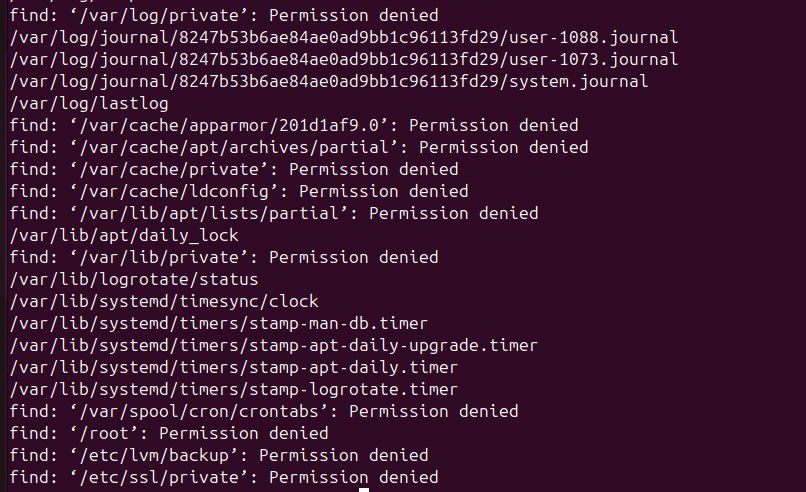 find: ‘/var/log/private’: Permission denied
/var/log/journal/8247b53b6ae84ae0ad9bb1c96113fd29/user-1088.journal
/var/log/journal/8247b53b6ae84ae0ad9bb1c96113fd29/user-1073.journal
/var/log/journal/8247b53b6ae84ae0ad9bb1c96113fd29/system.journal
/var/log/lastlog
find: ‘/var/cache/apparmor/201d1af9.0’: Permission denied
find: ‘/var/cache/apt/archives/partial’: Permission denied
find: ‘/var/cache/private’: Permission denied
find: ‘/var/cache/ldconfig’: Permission denied
find: ‘/var/lib/apt/lists/partial’: Permission denied
/var/lib/apt/daily_lock
find: ‘/var/lib/private’: Permission denied
/var/lib/logrotate/status
/var/lib/systemd/timesync/clock
/var/lib/systemd/timers/stamp-man-db.timer
/var/lib/systemd/timers/stamp-apt-daily-upgrade.timer
/var/lib/systemd/timers/stamp-apt-daily.timer
/var/lib/systemd/timers/stamp-logrotate.timer
find: ‘/var/spool/cron/crontabs’: Permission denied
find: ‘/root’: Permission denied
find: ‘/etc/lvm/backup’: Permission denied
find: ‘/etc/ssl/private’: Permission denied